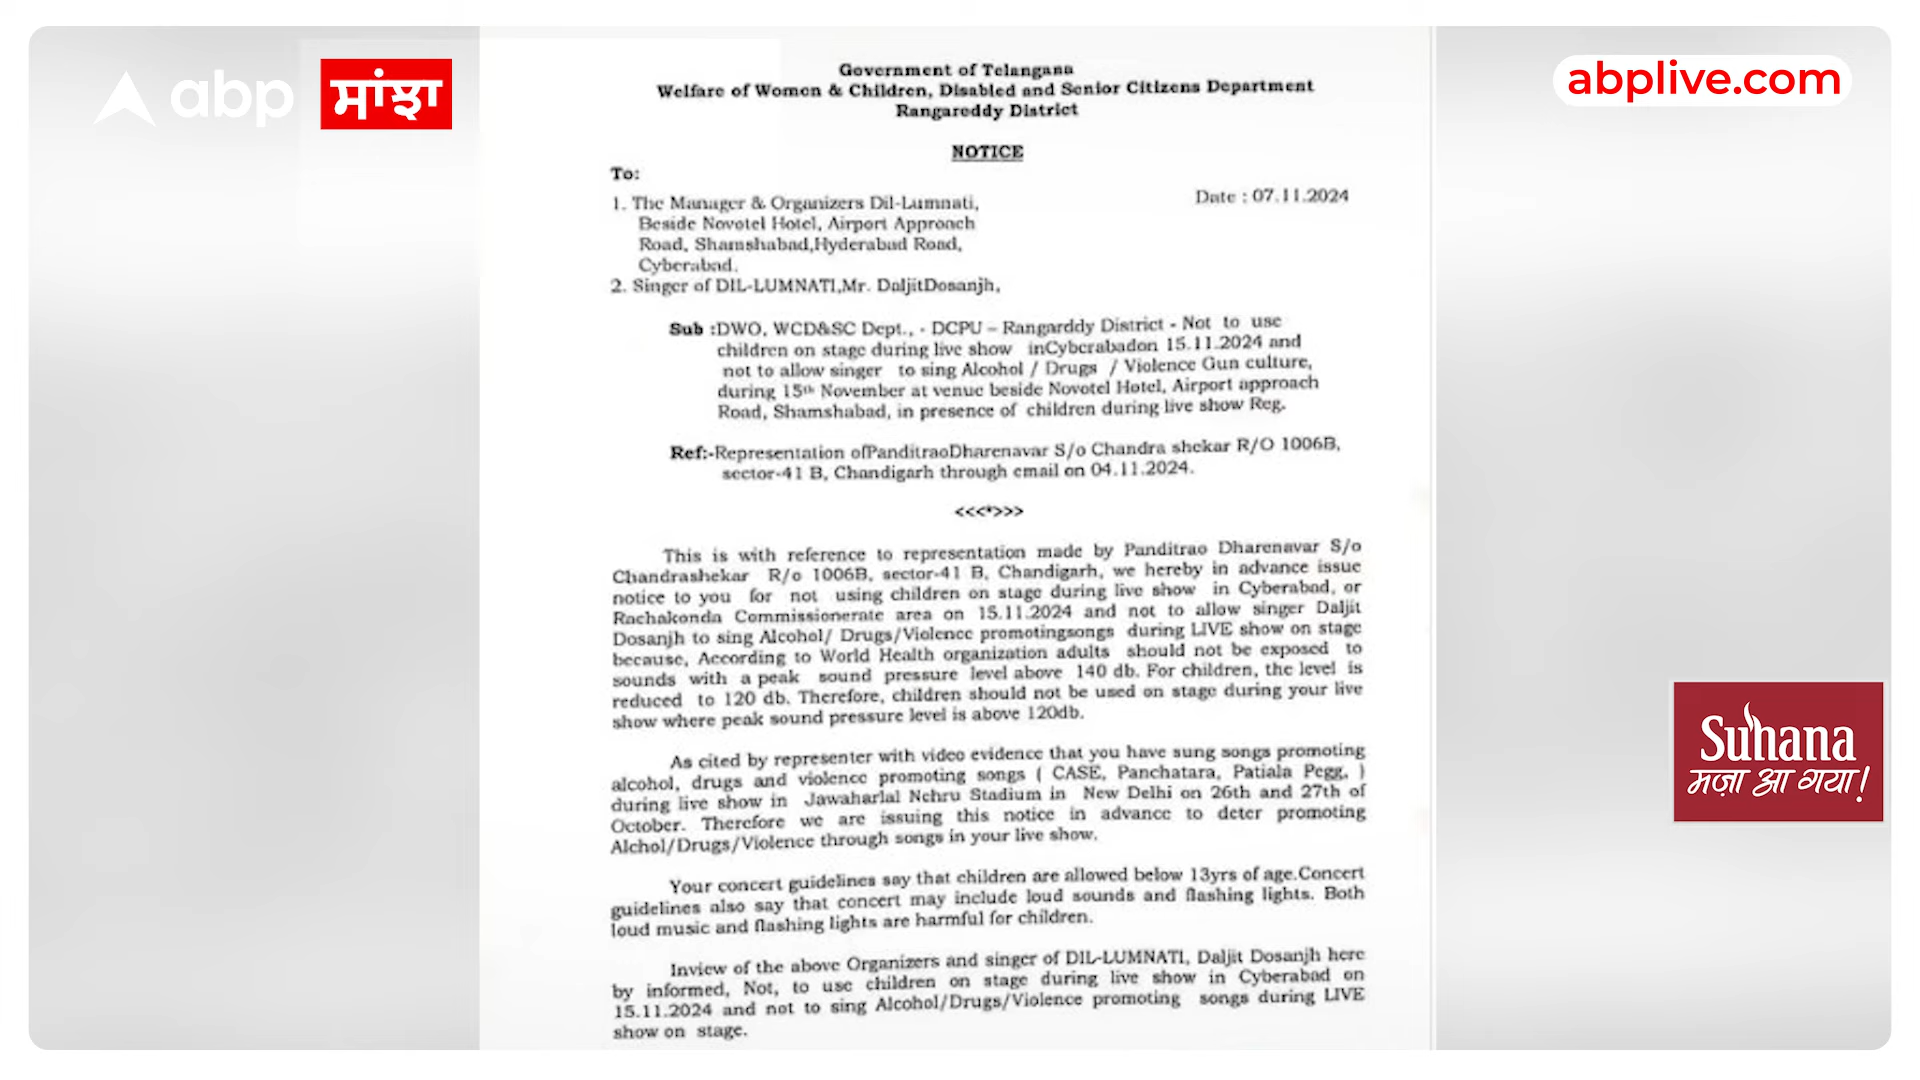 abp ਸਾਂਝਾ
abplive.com
Government of Telangana
Welfare of Women & Children, Disabled and Senior Citizens Department
Rangareddy District
NOTICE
To:
Date : 07.11.2024
1. The Manager & Organizers Dil-Lumnati,
Beside Novotel Hotel, Airport Approach
Road, Shamshabad,Hyderabad Road,
Cyberabad.
2. Singer of DIL-LUMNATI,Mr. DaljitDosanjh,
Sub :DWO, WCD&SC Dept., - DCPU – Rangarddy District - Not to use
children on stage during live show inCyberabadon 15.11.2024 and
not to allow singer to sing Alcohol / Drugs / Violence Gun culture,
during 15th November at venue beside Novotel Hotel, Airport approach
Road, Shamshabad, in presence of children during live show Reg.
Ref:-Representation ofPanditraoDharenavar S/o Chandra shekar R/O 1006B,
sector-41 B, Chandigarh through email on 04.11.2024.
<<<*>>>
This is with reference to representation made by Panditrao Dharenavar S/o
Chandrashekar R/o 1006B, sector-41 B, Chandigarh, we hereby in advance issue
notice to you for not using children on stage during live show in Cyberabad, or
Rachakonda Commissionerate area on 15.11.2024 and not to allow singer Daljit
Dosanjh to sing Alcohol/ Drugs/Violence promotingsongs during LIVE show on stage
because, According to World Health organization adults should not be exposed to
sounds with a peak sound pressure level above 140 db. For children, the level is
reduced to 120 db. Therefore, children should not be used on stage during your live
show where peak sound pressure level is above 120db.
As cited by representer with video evidence that you have sung songs promoting
alcohol, drugs and violence promoting songs ( CASE, Panchatara, Patiala Pegg, )
during live show in Jawaharlal Nehru Stadium in New Delhi on 26th and 27th of
October. Therefore we are issuing this notice in advance to deter promoting
Alchol/Drugs/Violence through songs in your live show.
Your concert guidelines say that children are allowed below 13yrs of age.Concert
guidelines also say that concert may include loud sounds and flashing lights. Both
loud music and flashing lights are harmful for children.
Inview of the above Organizers and singer of DIL-LUMNATI, Daljit Dosanjh here
by informed, Not, to use children on stage during live show in Cyberabad on
15.11.2024 and not to sing Alcohol/Drugs/Violence promoting songs during LIVE
show on stage.
Suhana
मज़ा आ गया!